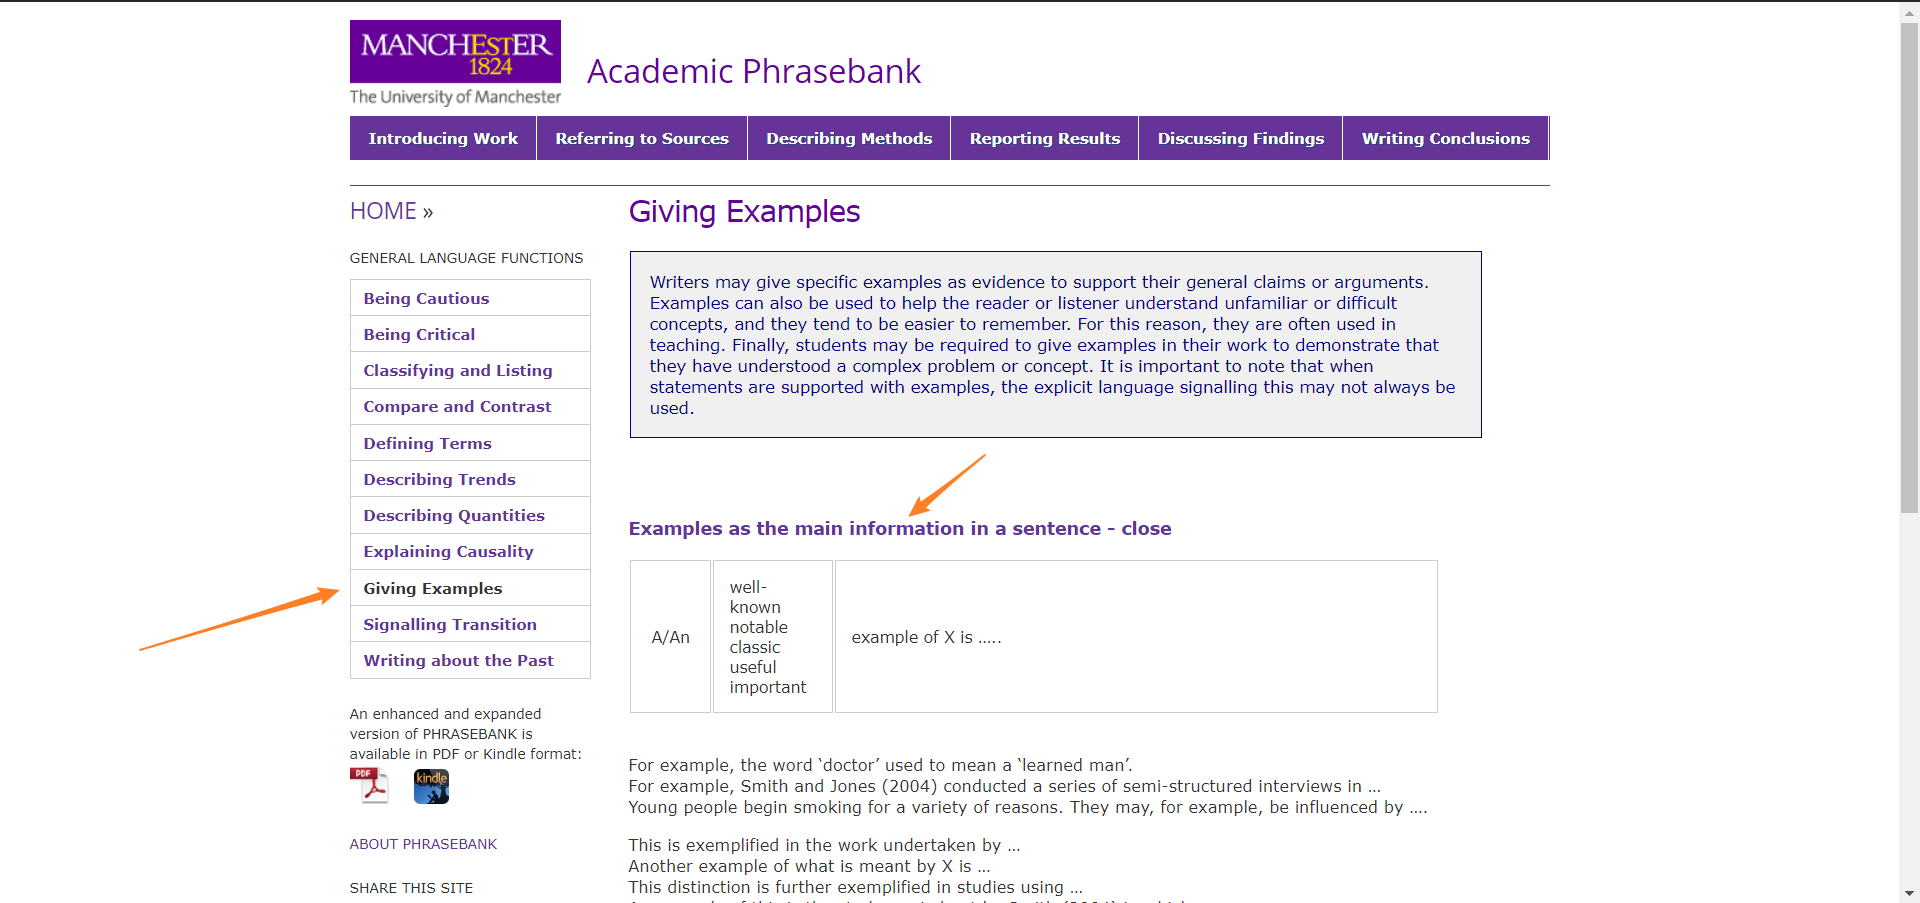 MANCHESTER
1824
The University of Manchester
Academic Phrasebank
Introducing Work
Referring to Sources
Describing Methods
Reporting Results
Discussing Findings
Writing Conclusions
HOME »
GENERAL LANGUAGE FUNCTIONS
Being Cautious
Being Critical
Classifying and Listing
Compare and Contrast
Defining Terms
Describing Trends
Describing Quantities
Explaining Causality
Giving Examples
Signalling Transition
Writing about the Past
An enhanced and expanded
version of PHRASEBANK is
available in PDF or Kindle format:
PDF
kindle
ABOUT PHRASEBANK
SHARE THIS SITE
Giving Examples
Writers may give specific examples as evidence to support their general claims or arguments.
Examples can also be used to help the reader or listener understand unfamiliar or difficult
concepts, and they tend to be easier to remember. For this reason, they are often used in
teaching. Finally, students may be required to give examples in their work to demonstrate that
they have understood a complex problem or concept. It is important to note that when
statements are supported with examples, the explicit language signalling this may not always be
used.
Examples as the main information in a sentence - close
A/An
well-
known
notable
classic
useful
important
example of X is .....
For example, the word ‘doctor’ used to mean a ‘learned man’.
For example, Smith and Jones (2004) conducted a series of semi-structured interviews in …
Young people begin smoking for a variety of reasons. They may, for example, be influenced by ….
This is exemplified in the work undertaken by …
Another example of what is meant by X is …
This distinction is further exemplified in studies using …